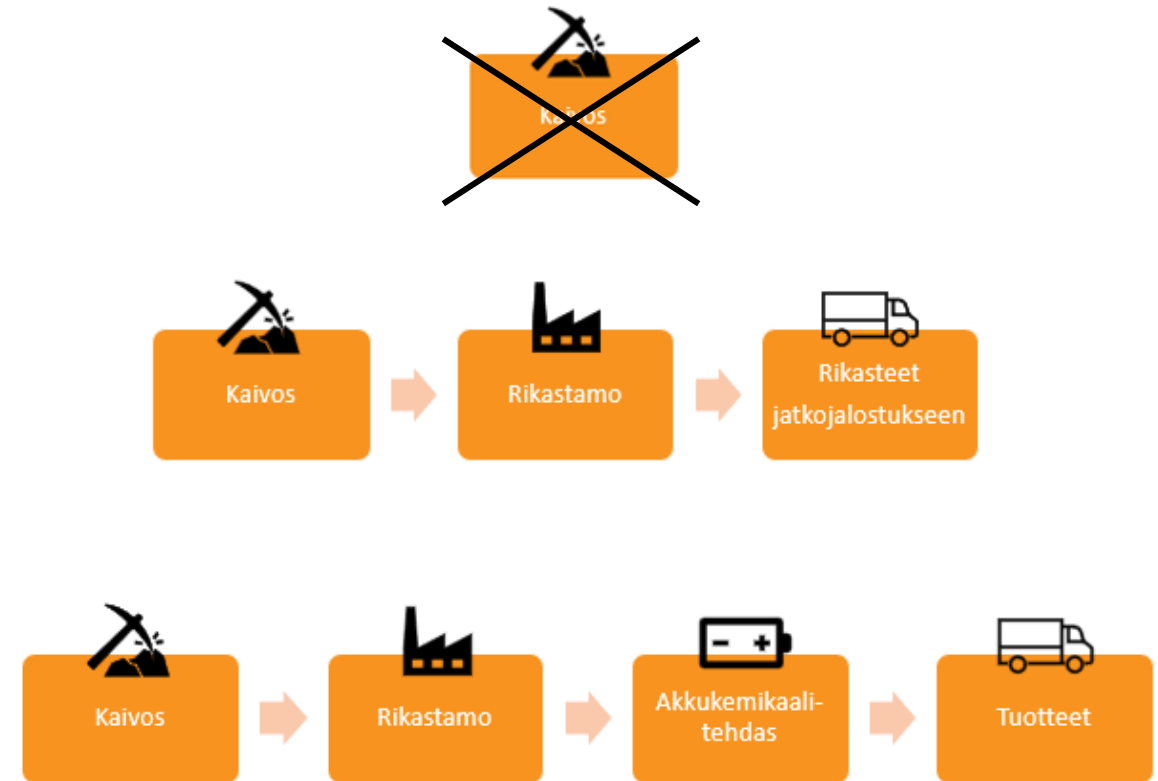 Kaivos
Kaivos
Rikastamo
Rikasteet
jatkojalostukseen
Kaivos
Rikastamo
Akkukemikaali-
tehdas
Tuotteet